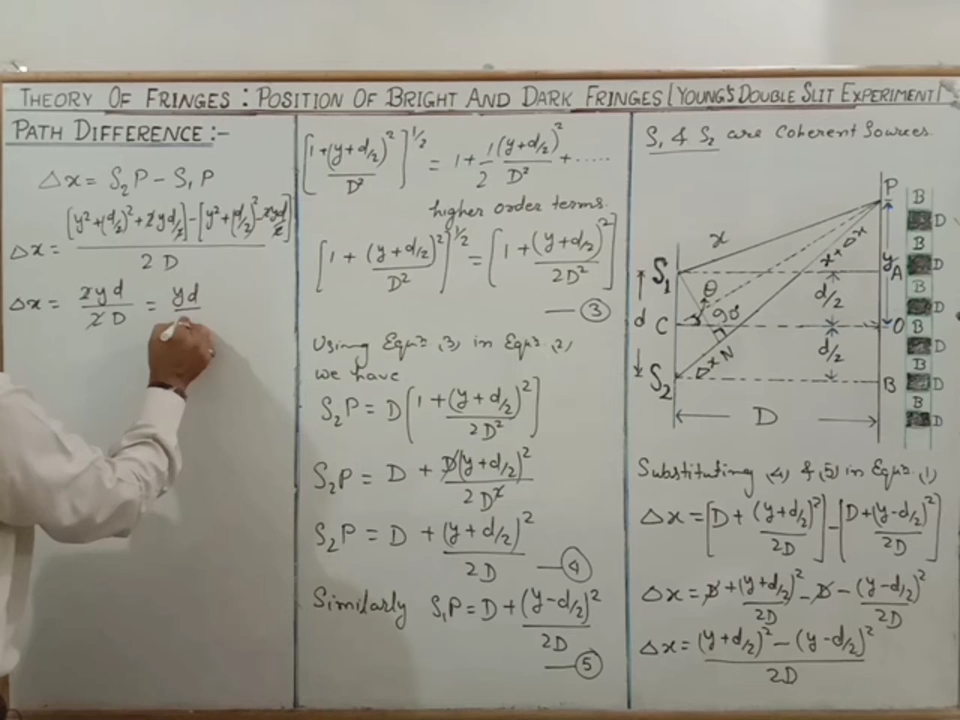 THEORY OF FRINGES : POSITION OF BRIGHT AND DARK FRINGES (YOUNG'S DOUBLE SLIT EXPERIMENT)
PATH DIFFERENCE :-
Δx = S₂P – S₁P
Δx = [y² + (d/2)² + 2yd/2] – [y² + (d/2)² – 2yd/2] / 2D
Δx = 2yd / 2D = yd
[1 + (y + d/2)² / D²]^1/2 = 1 + 1/2 (y + d/2)² / D² + .....
higher order terms.
[1 + (y + d/2)² / D²]^1/2 = [1 + (y + d/2)² / 2D²]
— ③
Using Equⁿ (3) in Equⁿ (2)
we have
S₂P = D [1 + (y + d/2)² / 2D²]
S₂P = D + D(y + d/2)² / 2D²
S₂P = D + (y + d/2)² / 2D — ④
Similarly S₁P = D + (y – d/2)² / 2D
— ⑤
S₁ & S₂ are Coherent Sources.
P
B
D
x
B
x + Δx
y
S₁
A
D
θ
d/2
B
D
d
C
90°
O
B
d/2
D
Δx
N
B
S₂
B
D
B
D
D
Substituting (4) & (5) in Equⁿ (1)
Δx = [D + (y + d/2)² / 2D] – [D + (y – d/2)² / 2D]
Δx = D + (y + d/2)² / 2D – D – (y – d/2)² / 2D
Δx = (y + d/2)² – (y – d/2)² / 2D